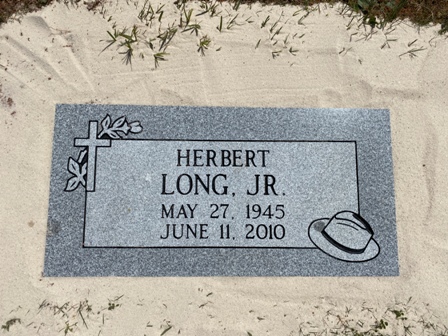 HERBERT
LONG, JR.
MAY 27, 1945
JUNE 11, 2010